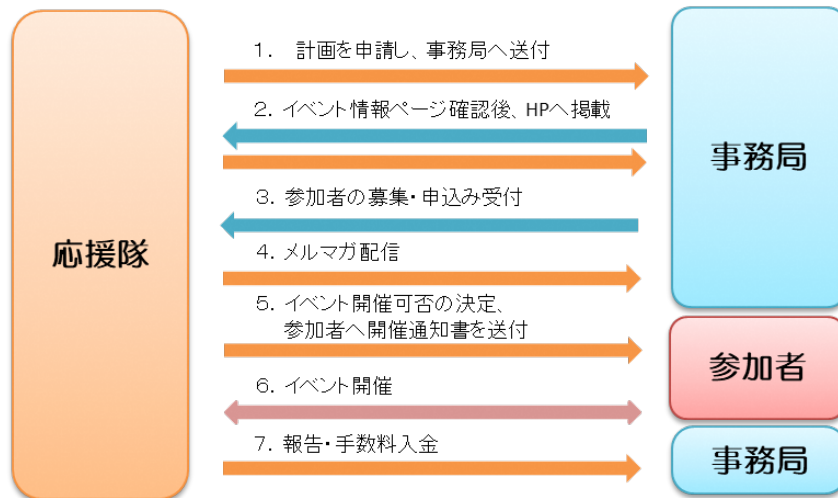 応援隊
1. 計画を申請し、事務局へ送付
2. イベント情報ページ確認後、HPへ掲載
3. 参加者の募集・申込み受付
4. メルマガ配信
5. イベント開催可否の決定、
参加者へ開催通知書を送付
6. イベント開催
7. 報告・手数料入金
事務局
参加者
事務局